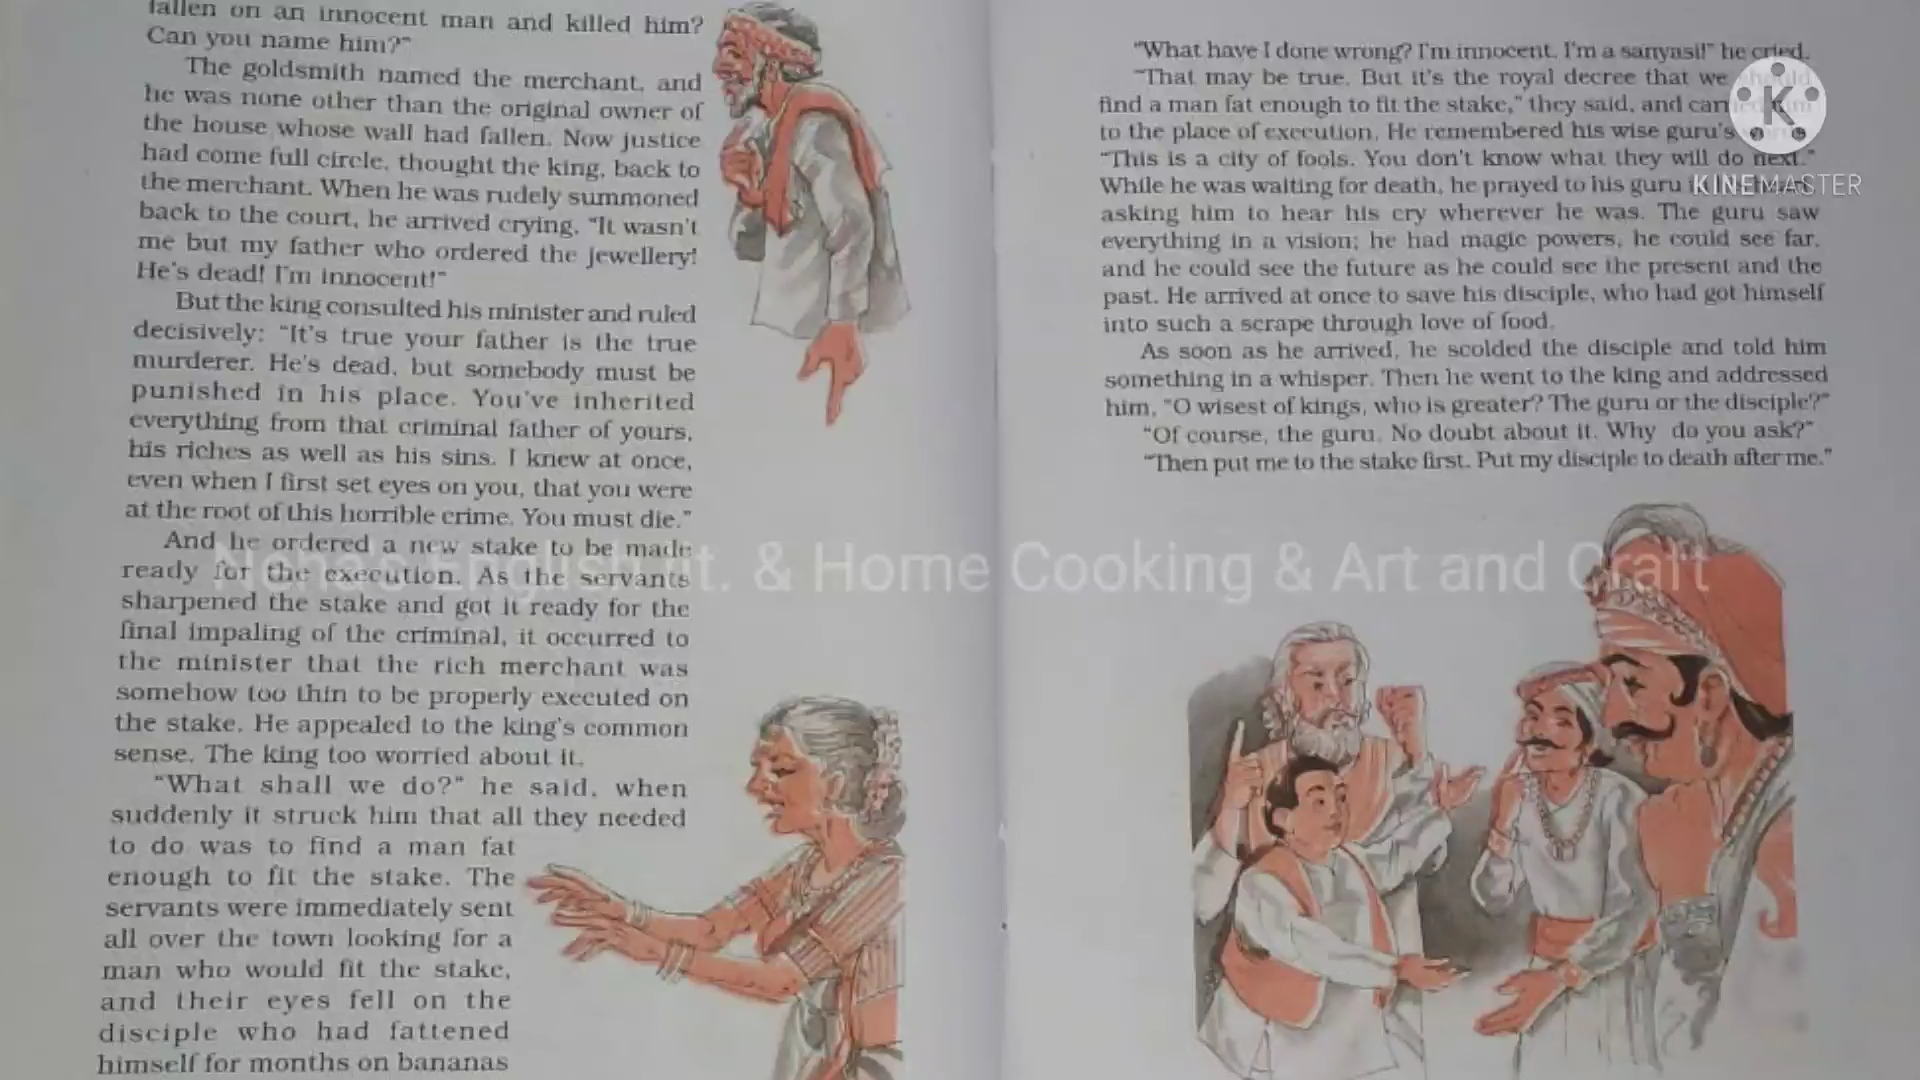 fallen on an innocent man and killed him?
Can you name him?"
The goldsmith named the merchant, and
he was none other than the original owner of
the house whose wall had fallen. Now justice
had come full circle, thought the king, back to
the merchant. When he was rudely summoned
back to the court, he arrived crying, "It wasn't
me but my father who ordered the jewellery!
He's dead! I'm innocent!"
But the king consulted his minister and ruled
decisively: "It's true your father is the true
murderer. He's dead, but somebody must be
punished in his place. You've inherited
everything from that criminal father of yours,
his riches as well as his sins. I knew at once,
even when I first set eyes on you, that you were
at the root of this horrible crime. You must die."
And he ordered a new stake to be made
ready for the execution. As the servants
sharpened the stake and got it ready for the
final impaling of the criminal, it occurred to
the minister that the rich merchant was
somehow too thin to be properly executed on
the stake. He appealed to the king's common
sense. The king too worried about it.
"What shall we do?" he said, when
suddenly it struck him that all they needed
to do was to find a man fat
enough to fit the stake. The
servants were immediately sent
all over the town looking for a
man who would fit the stake,
and their eyes fell on the
disciple who had fattened
himself for months on bananas
"What have I done wrong? I'm innocent. I'm a sanyasi!" he cried.
"That may be true. But it's the royal decree that we should
find a man fat enough to fit the stake," they said, and carried him
to the place of execution. He remembered his wise guru's
"This is a city of fools. You don't know what they will do next."
While he was waiting for death, he prayed to his guru
asking him to hear his cry wherever he was. The guru saw
everything in a vision; he had magic powers, he could see far,
and he could see the future as he could see the present and the
past. He arrived at once to save his disciple, who had got himself
into such a scrape through love of food.
As soon as he arrived, he scolded the disciple and told him
something in a whisper. Then he went to the king and addressed
him, "O wisest of kings, who is greater? The guru or the disciple?"
"Of course, the guru. No doubt about it. Why do you ask?"
"Then put me to the stake first. Put my disciple to death after me."
K
KINEMASTER
Neha's English lit. & Home Cooking & Art and Craft